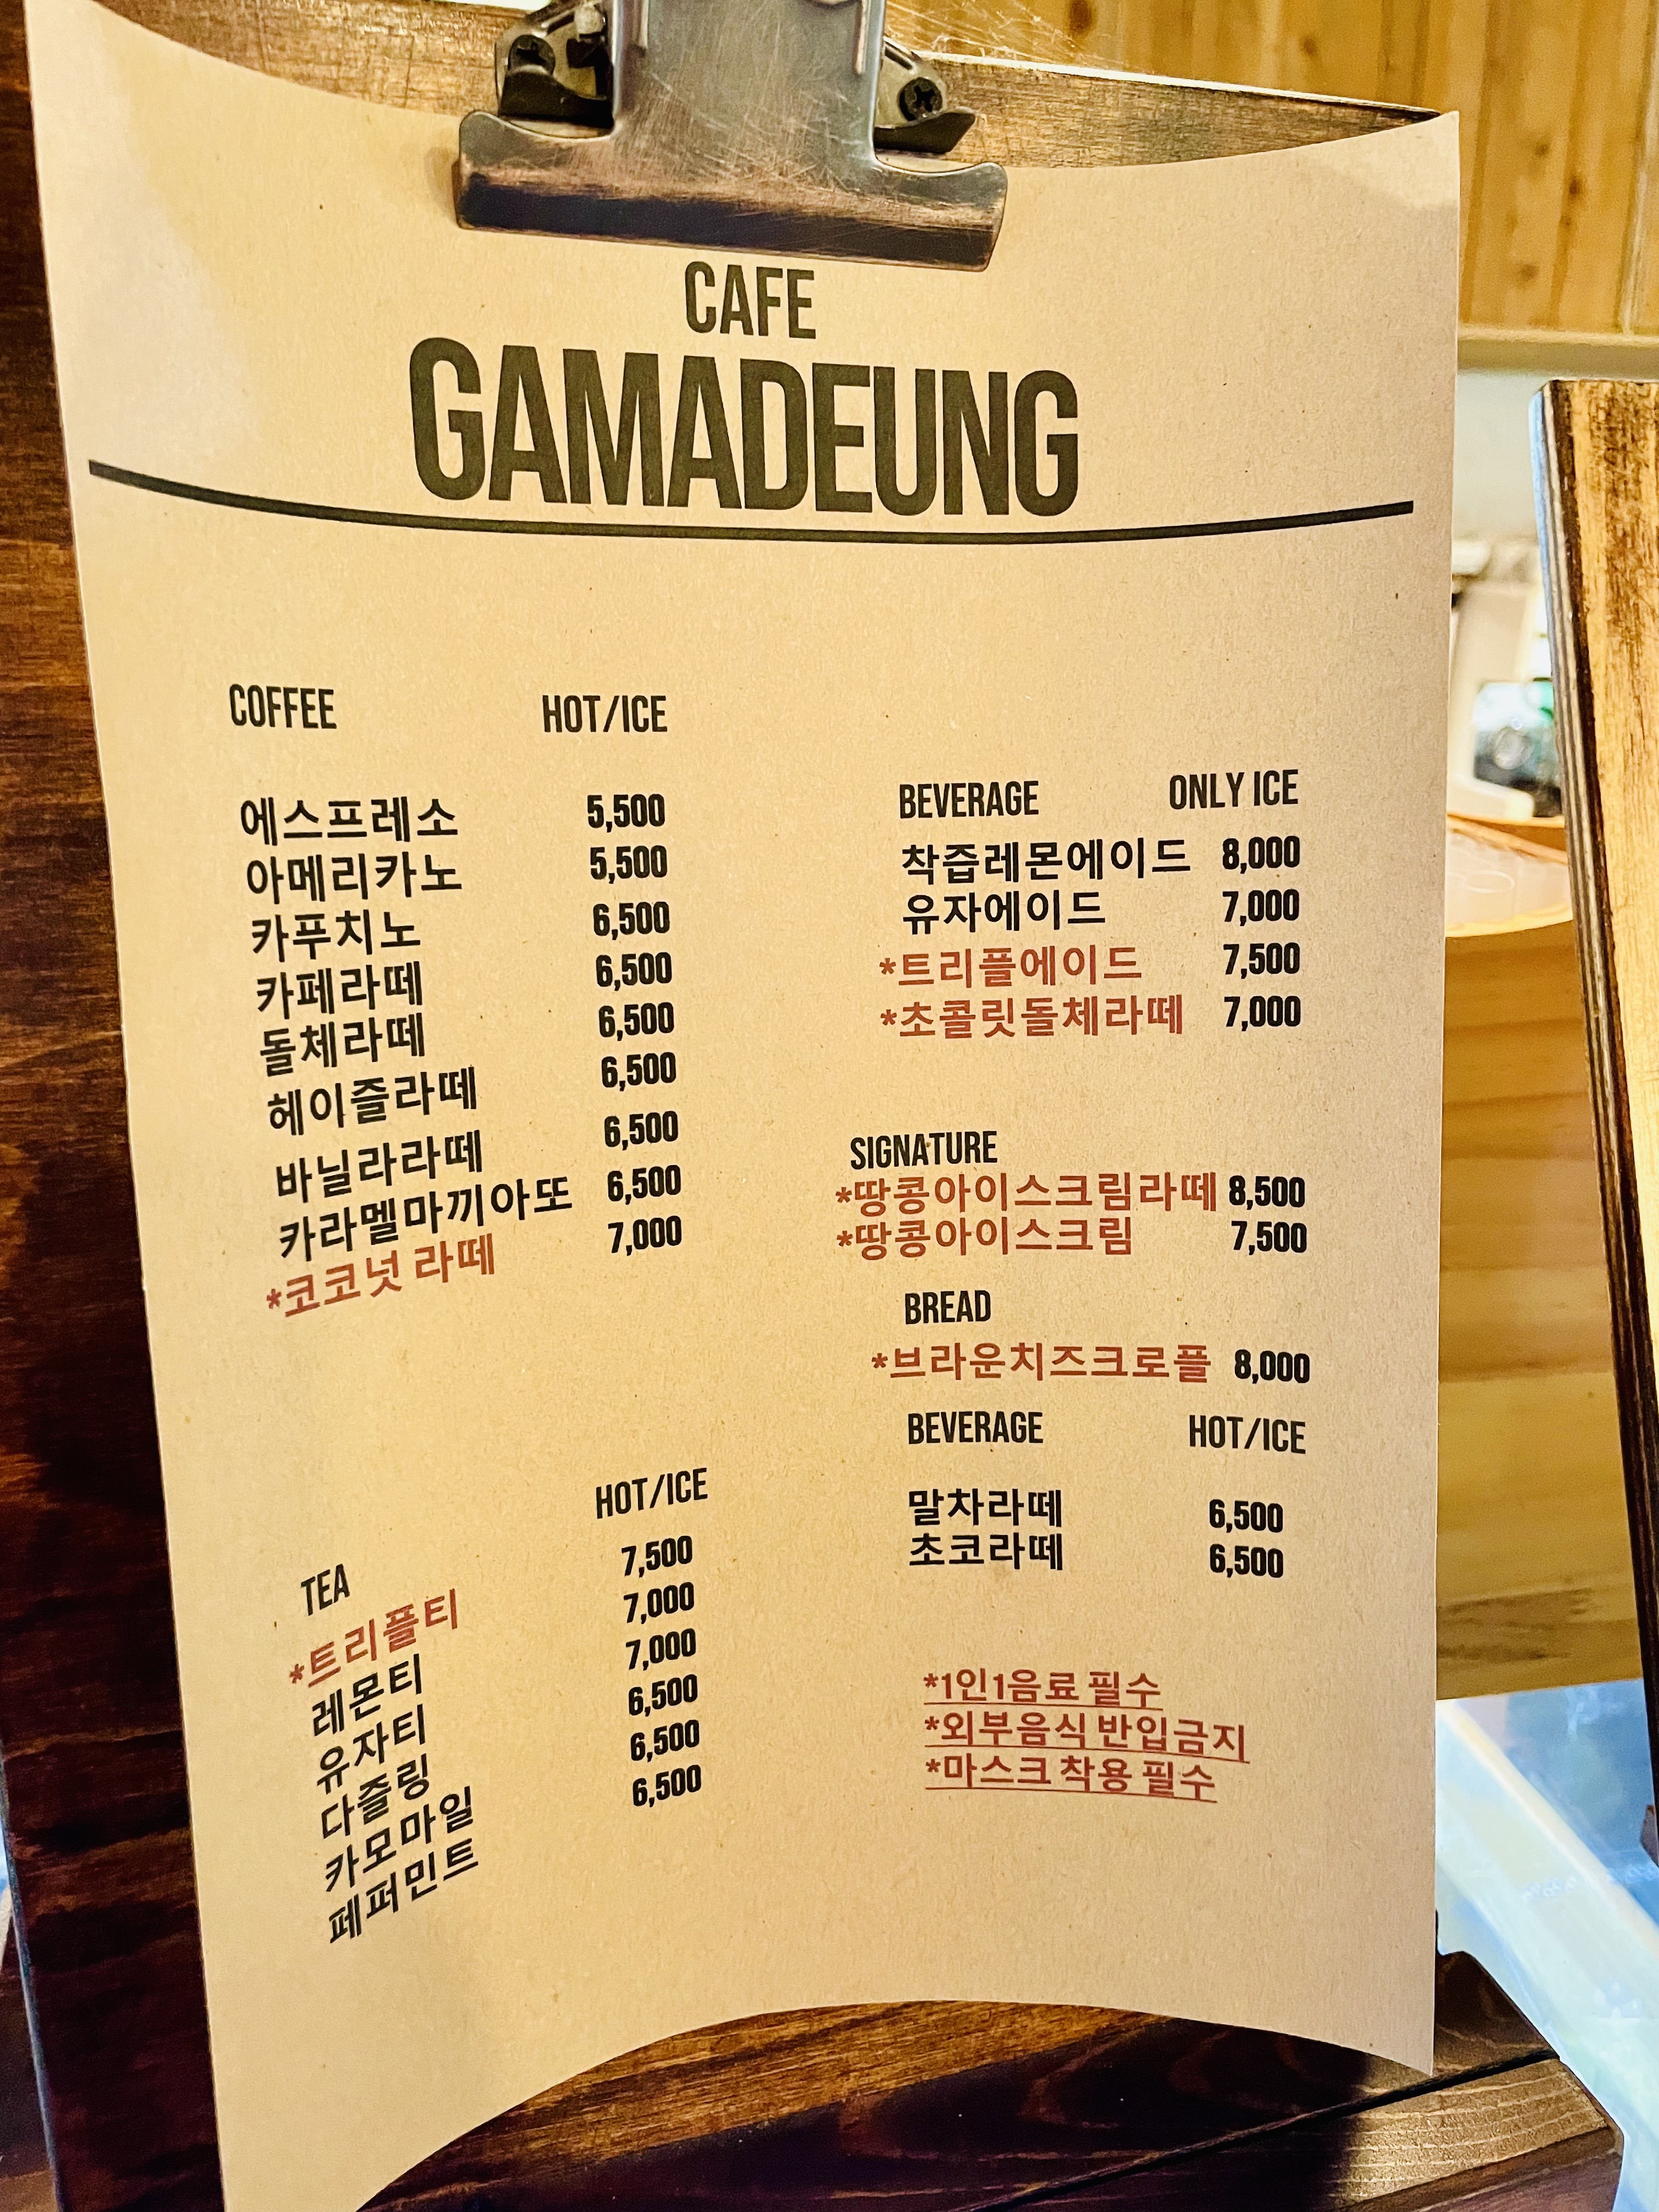 CAFE
GAMADEUNG
COFFEE HOT/ICE
에스프레소 5,500
아메리카노 5,500
카푸치노 6,500
카페라떼 6,500
돌체라떼 6,500
헤이즐라떼 6,500
바닐라라떼 6,500
카라멜마끼아또 6,500
*코코넛 라떼 7,000
TEA HOT/ICE
*트리플티 7,500
레몬티 7,000
유자티 7,000
다즐링 6,500
카모마일 6,500
페퍼민트 6,500
BEVERAGE ONLY ICE
착즙레몬에이드 8,000
유자에이드 7,000
*트리플에이드 7,500
*초콜릿돌체라떼 7,000
SIGNATURE
*땅콩아이스크림라떼 8,500
*땅콩아이스크림 7,500
BREAD
*브라운치즈크로플 8,000
BEVERAGE HOT/ICE
말차라떼 6,500
초코라떼 6,500
*1인1음료 필수
*외부음식 반입금지
*마스크 착용 필수